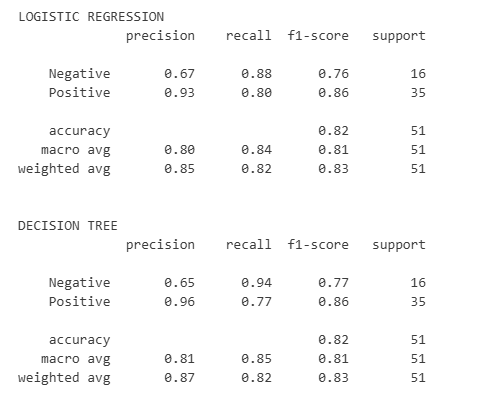 LOGISTIC REGRESSION
precision recall f1-score support
Negative 0.67 0.88 0.76 16
Positive 0.93 0.80 0.86 35
accuracy 0.82 51
macro avg 0.80 0.84 0.81 51
weighted avg 0.85 0.82 0.83 51
DECISION TREE
precision recall f1-score support
Negative 0.65 0.94 0.77 16
Positive 0.96 0.77 0.86 35
accuracy 0.82 51
macro avg 0.81 0.85 0.81 51
weighted avg 0.87 0.82 0.83 51